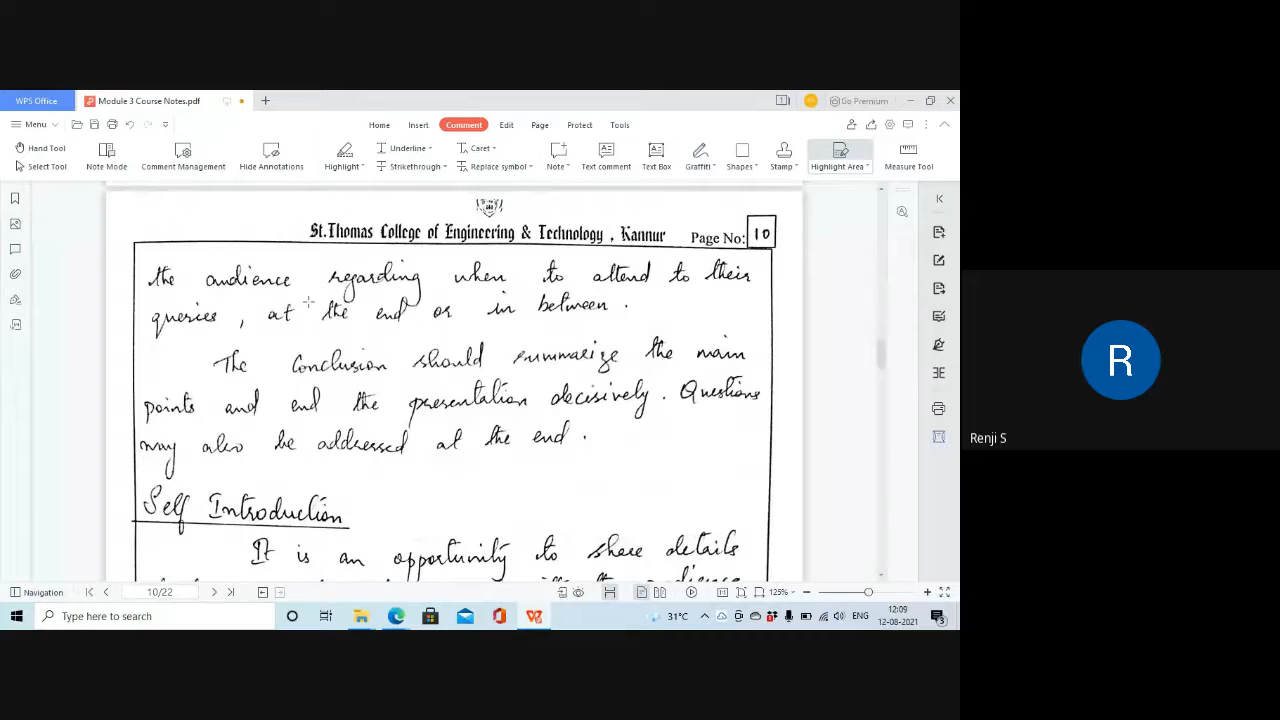 WPS Office
Module 3 Course Notes.pdf
Go Premium
Menu
Home Insert Comment Edit Page Protect Tools
Hand Tool
Select Tool
Note Mode
Comment Management
Hide Annotations
Highlight
Underline
Strikethrough
Caret
Replace symbol
Note
Text comment
Text Box
Graffiti
Shapes
Stamp
Highlight Area
Measure Tool
St.Thomas College of Engineering & Technology , Kannur Page No: 10
the audience regarding when to attend to their
queries , at the end or in between .
The Conclusion should summarize the main
points and end the presentation decisively . Questions
may also be addressed at the end .
Self Introduction
It is an opportunity to share details
Navigation
10/22
125%
Type here to search
31°C
ENG
12:09
12-08-2021
3
R
Renji S